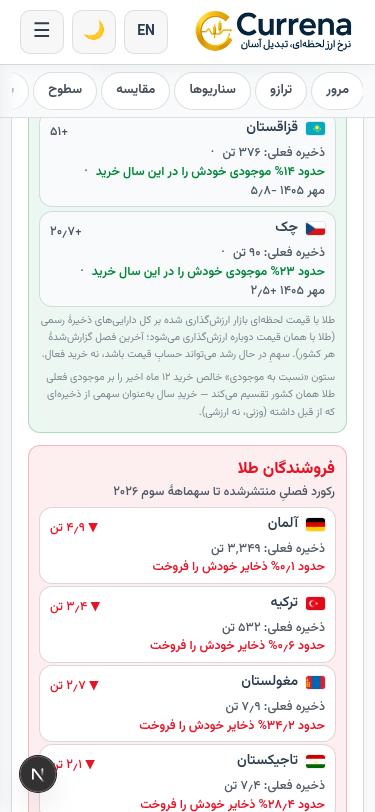 Currena
نرخ ارز لحظه‌ای، تبدیل آسان
EN
مرور
ترازو
سناریوها
مقایسه
سطوح
قزاقستان
+۵۱
ذخیره فعلی: ۳۷۶ تن ·
حدود ۱۴% موجودی خودش را در این سال خرید ·
مهر ۱۴۰۵ -۵٫۸
چک
+۲۰٫۷
ذخیره فعلی: ۹۰ تن ·
حدود ۲۳% موجودی خودش را در این سال خرید ·
مهر ۱۴۰۵ +۲٫۵
طلا با قیمت لحظه‌ای بازار ارزش‌گذاری شده بر کل دارایی‌های ذخیرهٔ رسمی
(طلا با همان قیمت دوباره ارزش‌گذاری می‌شود؛ آخرین فصل گزارش‌شدهٔ
هر کشور). سهم در حال رشد می‌تواند حسابِ قیمت باشد، نه خرید فعال.
ستون «نسبت به موجودی» خالص خرید ۱۲ ماه اخیر را بر موجودی فعلی
طلا همان کشور تقسیم می‌کند — خریدِ سال به‌عنوان سهمی از ذخیره‌ای
که از قبل داشته (وزنی، نه ارزشی).
فروشندگان طلا
رکورد فصلیِ منتشرشده تا سهماههٔ سوم ۲۰۲۶
آلمان
▼ ۴٫۹ تن
ذخیره فعلی: ۳٬۳۴۹ تن
حدود ۰٫۱% ذخایر خودش را فروخت
ترکیه
▼ ۳٫۴ تن
ذخیره فعلی: ۵۳۲ تن
حدود ۰٫۶% ذخایر خودش را فروخت
مغولستان
▼ ۲٫۷ تن
ذخیره فعلی: ۷٫۹ تن
حدود ۳۴٫۲% ذخایر خودش را فروخت
تاجیکستان
▼ ۲٫۱
ذخیره فعلی: ۷٫۴ تن
حدود ۲۸٫۴% ذخایر خودش را فروخت